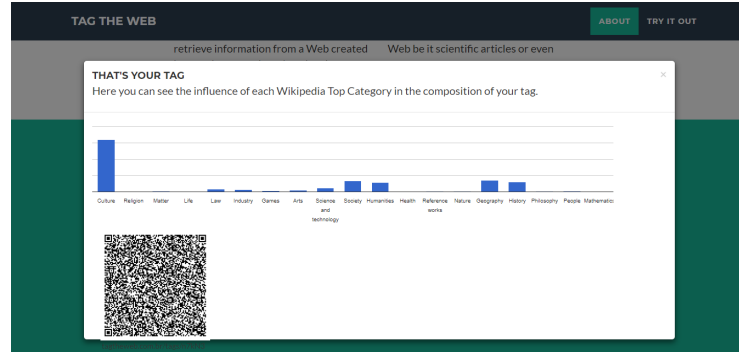 TAG THE WEB
ABOUT TRY IT OUT
retrieve information from a Web created
Web be it scientific articles or even
THAT'S YOUR TAG ×
Here you can see the influence of each Wikipedia Top Category in the composition of your tag.
Culture Religion Matter Life Law Industry Games Arts Science and technology Society Humanities Health Reference works Nature Geography History Philosophy People Mathematic